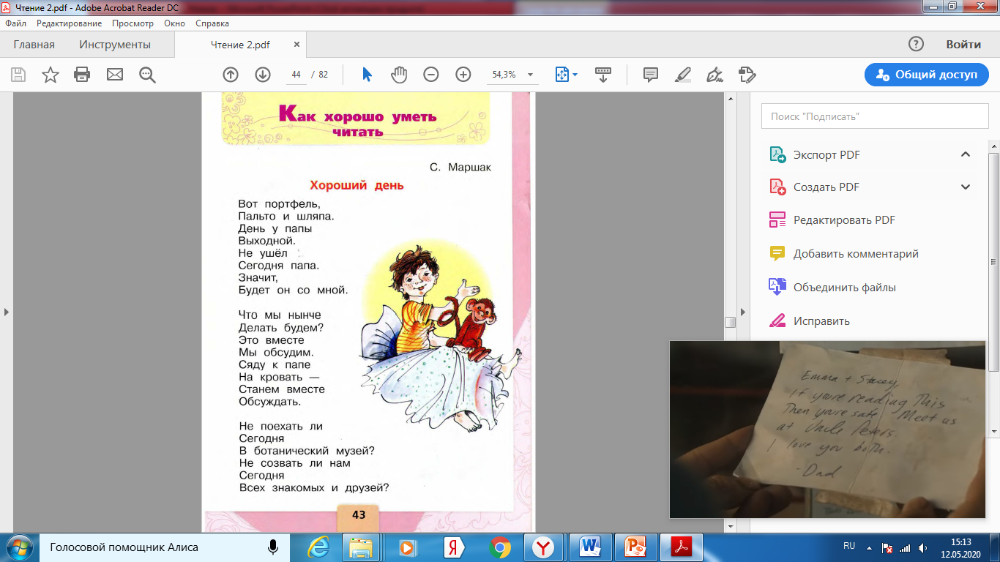 Чтение 2.pdf - Adobe Acrobat Reader DC
Файл Редактирование Просмотр Окно Справка
Главная Инструменты Чтение 2.pdf × ? Войти
44 / 82 54,3% Общий доступ
Как хорошо уметь
читать
С. Маршак
Хороший день
Вот портфель,
Пальто и шляпа.
День у папы
Выходной.
Не ушёл
Сегодня папа.
Значит,
Будет он со мной.
Что мы нынче
Делать будем?
Это вместе
Мы обсудим.
Сяду к папе
На кровать —
Станем вместе
Обсуждать.
Не поехать ли
Сегодня
В ботанический музей?
Не созвать ли нам
Сегодня
Всех знакомых и друзей?
43
Поиск "Подписать"
Экспорт PDF
Создать PDF
Редактировать PDF
Добавить комментарий
Объединить файлы
Исправить
Emma + Stacey,
If you're reading This
Then you're safe. Meet us
at Uncle Peters.
I love you both.
- Dad
Голосовой помощник Алиса
RU
15:13
12.05.2020